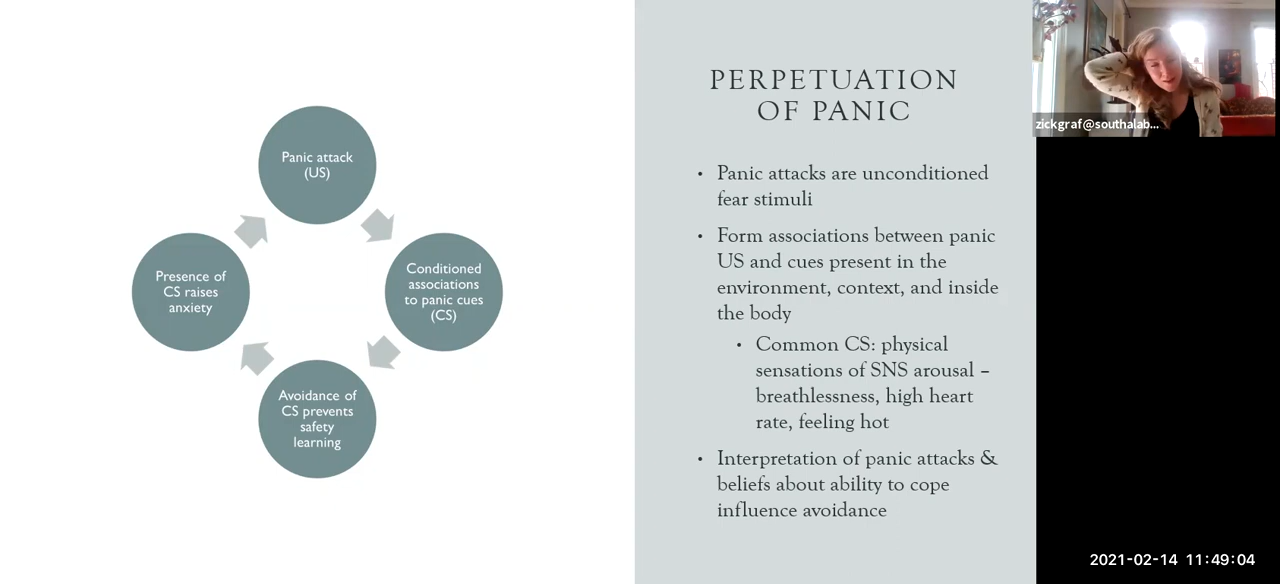 Panic attack
(US)
Conditioned
associations
to panic cues
(CS)
Avoidance of
CS prevents
safety
learning
Presence of
CS raises
anxiety
PERPETUATION
OF PANIC
• Panic attacks are unconditioned
fear stimuli
• Form associations between panic
US and cues present in the
environment, context, and inside
the body
• Common CS: physical
sensations of SNS arousal –
breathlessness, high heart
rate, feeling hot
• Interpretation of panic attacks &
beliefs about ability to cope
influence avoidance
zickgraf@southalab...
2021-02-14 11:49:04